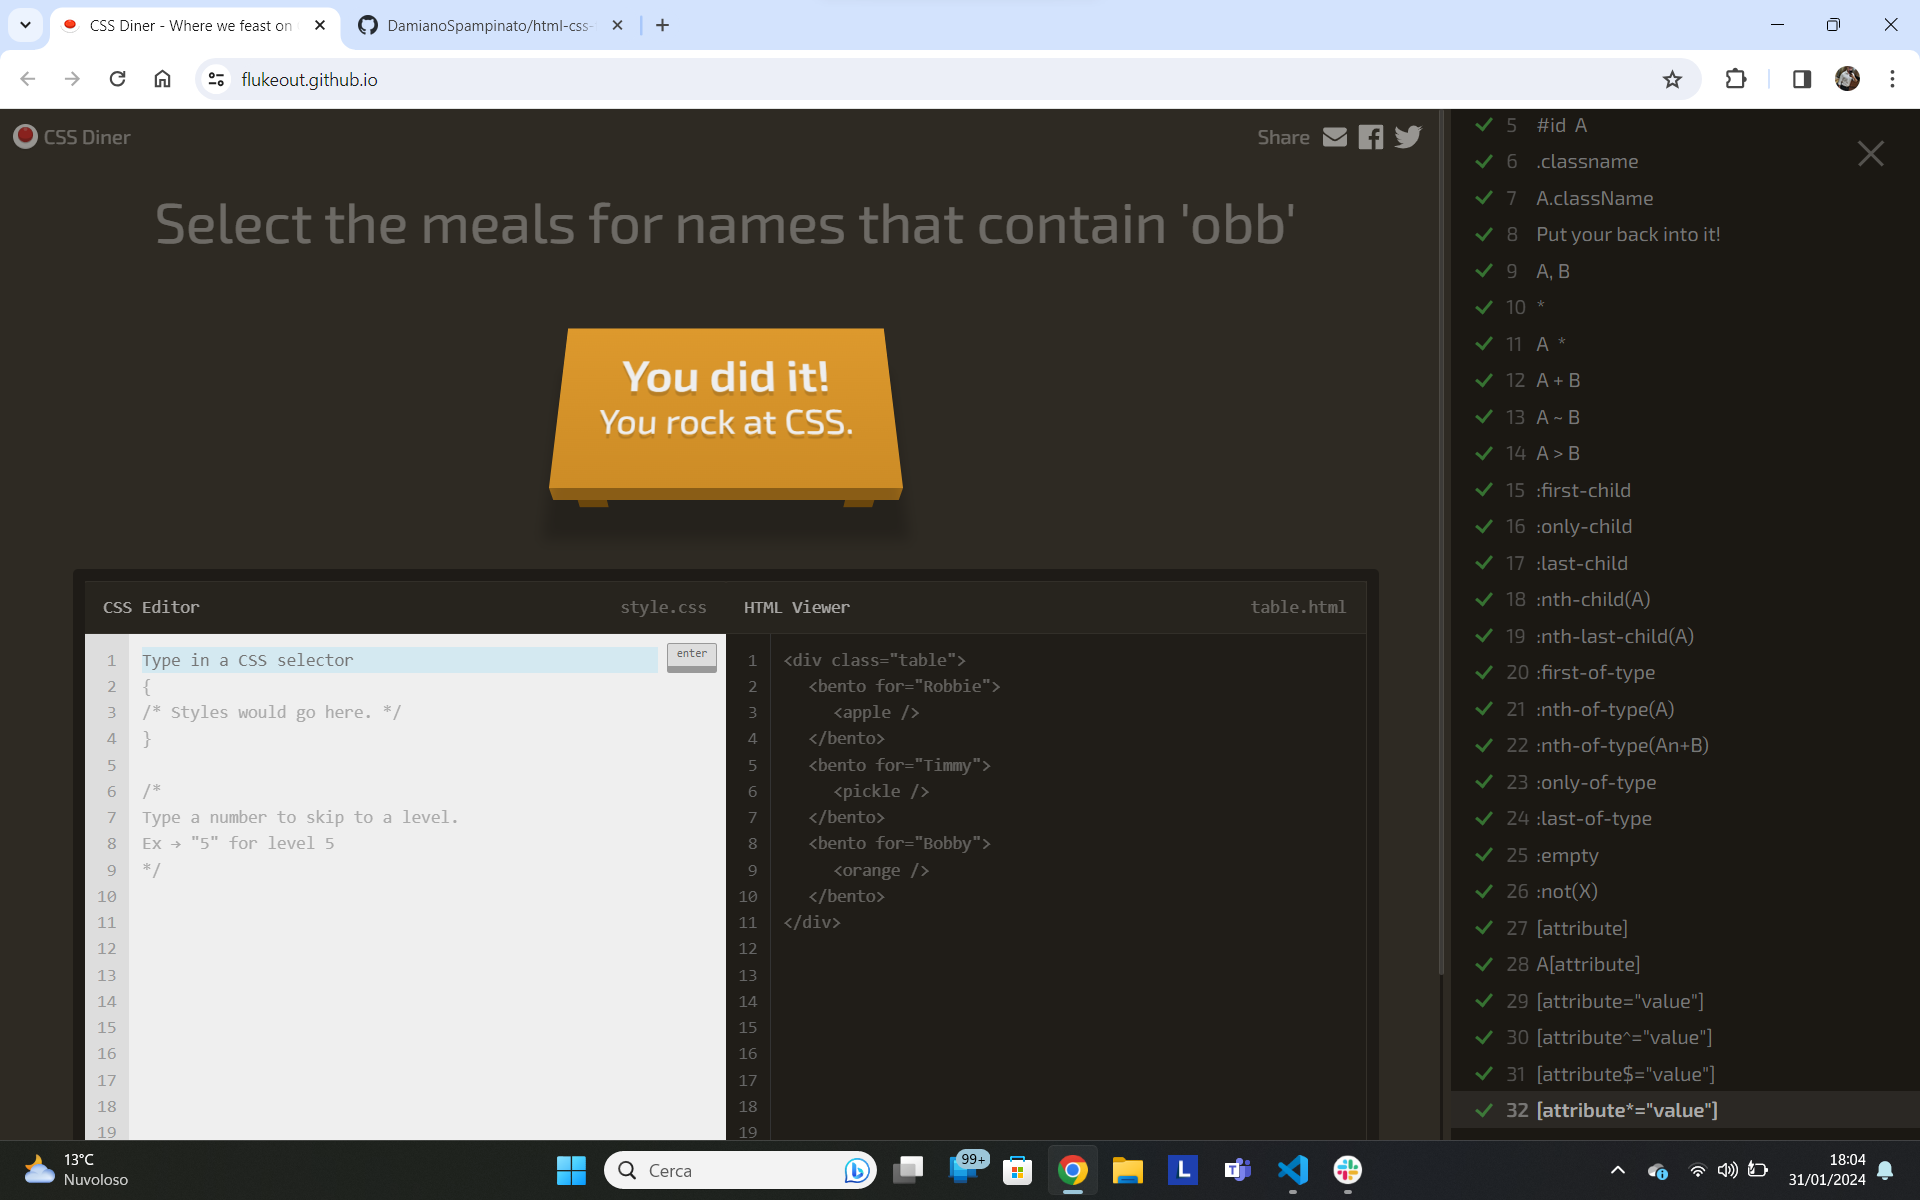 CSS Diner - Where we feast on
DamianoSpampinato/html-css-
flukeout.github.io
CSS Diner
Share
Select the meals for names that contain 'obb'
You did it!
You rock at CSS.
CSS Editor
style.css
HTML Viewer
table.html
1 Type in a CSS selector
enter
2 {
3 /* Styles would go here. */
4 }
5
6 /*
7 Type a number to skip to a level.
8 Ex → "5" for level 5
9 */
10
11
12
13
14
15
16
17
18
19
1 <div class="table">
2 <bento for="Robbie">
3 <apple />
4 </bento>
5 <bento for="Timmy">
6 <pickle />
7 </bento>
8 <bento for="Bobby">
9 <orange />
10 </bento>
11 </div>
12
13
14
15
16
17
18
19
5 #id A
6 .classname
7 A.className
8 Put your back into it!
9 A, B
10 *
11 A *
12 A + B
13 A ~ B
14 A > B
15 :first-child
16 :only-child
17 :last-child
18 :nth-child(A)
19 :nth-last-child(A)
20 :first-of-type
21 :nth-of-type(A)
22 :nth-of-type(An+B)
23 :only-of-type
24 :last-of-type
25 :empty
26 :not(X)
27 [attribute]
28 A[attribute]
29 [attribute="value"]
30 [attribute^="value"]
31 [attribute$="value"]
32 [attribute*="value"]
13°C
Nuvoloso
Cerca
99+
L
18:04
31/01/2024